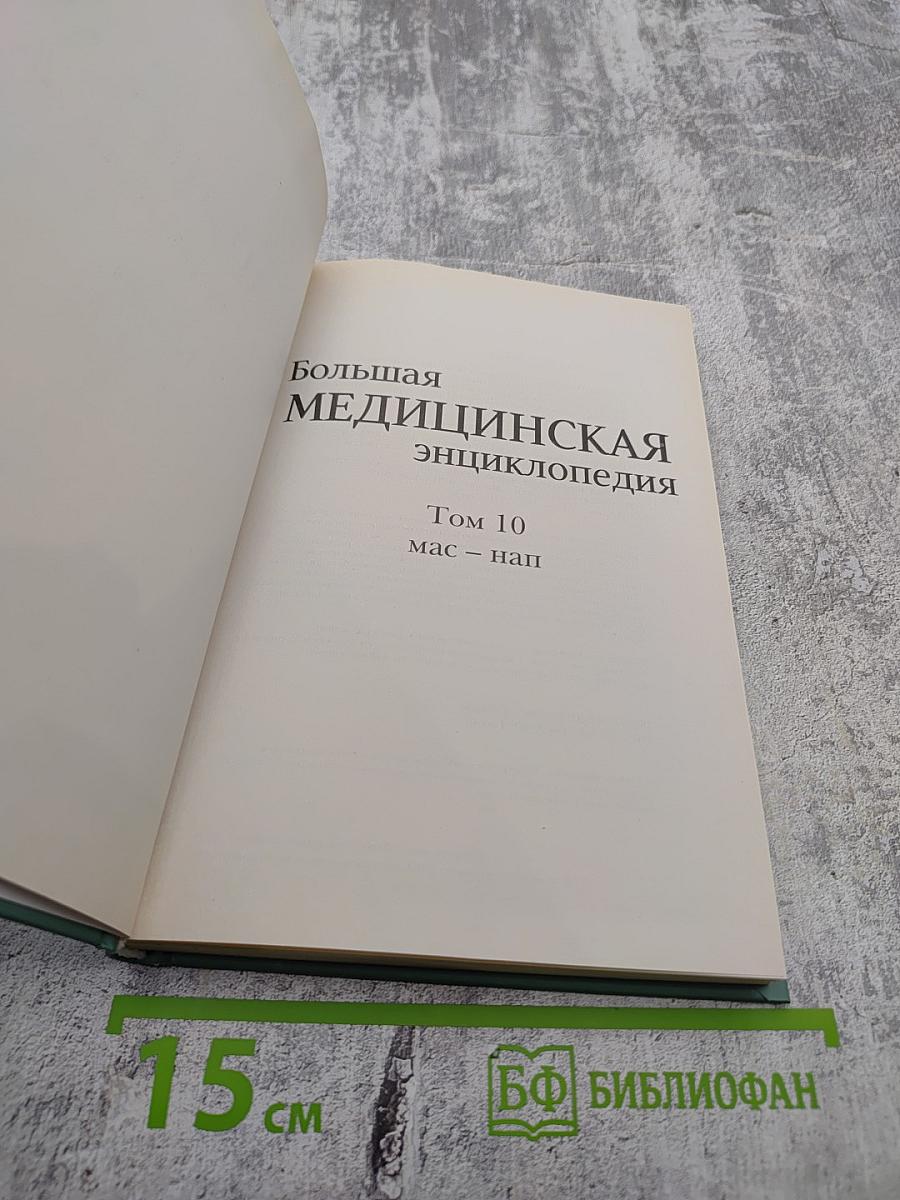 Большая
МЕДИЦИНСКАЯ
энциклопедия
Том 10
мас – нап
15 см
БФ БИБЛИОФАН